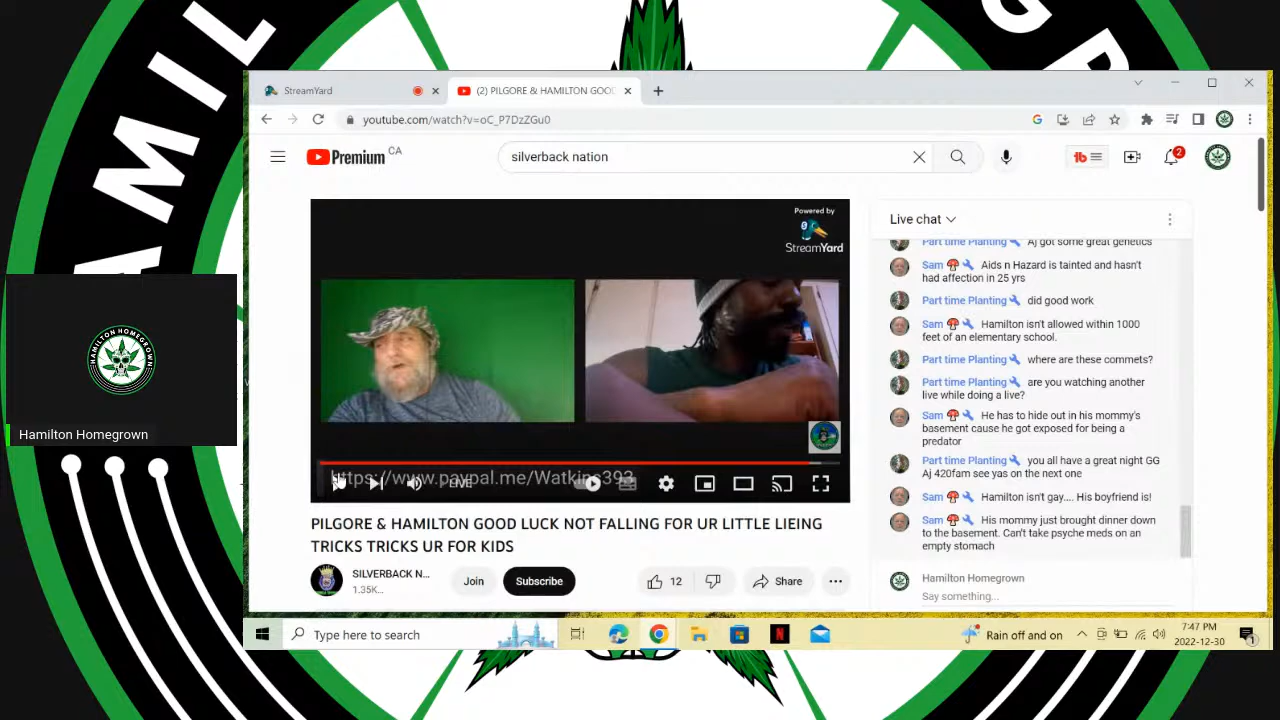 AMIL
GR
StreamYard
(2) PILGORE & HAMILTON GOOD
youtube.com/watch?v=oC_P7DzZGu0
Premium CA
silverback nation
2
Powered by
StreamYard
https://www.paypal.me/Watkins393
LIVE
PILGORE & HAMILTON GOOD LUCK NOT FALLING FOR UR LITTLE LIEING
TRICKS TRICKS UR FOR KIDS
SILVERBACK N...
1.35K...
Join
Subscribe
12
Share
Live chat
Part time Planting Aj got some great genetics
Sam Aids n Hazard is tainted and hasn't
had affection in 25 yrs
Part time Planting did good work
Sam Hamilton isn't allowed within 1000
feet of an elementary school.
Part time Planting where are these commets?
Part time Planting are you watching another
live while doing a live?
Sam He has to hide out in his mommy's
basement cause he got exposed for being a
predator
Part time Planting you all have a great night GG
Aj 420fam see yas on the next one
Sam Hamilton isn't gay.... His boyfriend is!
Sam His mommy just brought dinner down
to the basement. Can't take psyche meds on an
empty stomach
Hamilton Homegrown
Say something...
HAMILTON HOMEGROWN
Hamilton Homegrown
Type here to search
Rain off and on
7:47 PM
2022-12-30
1